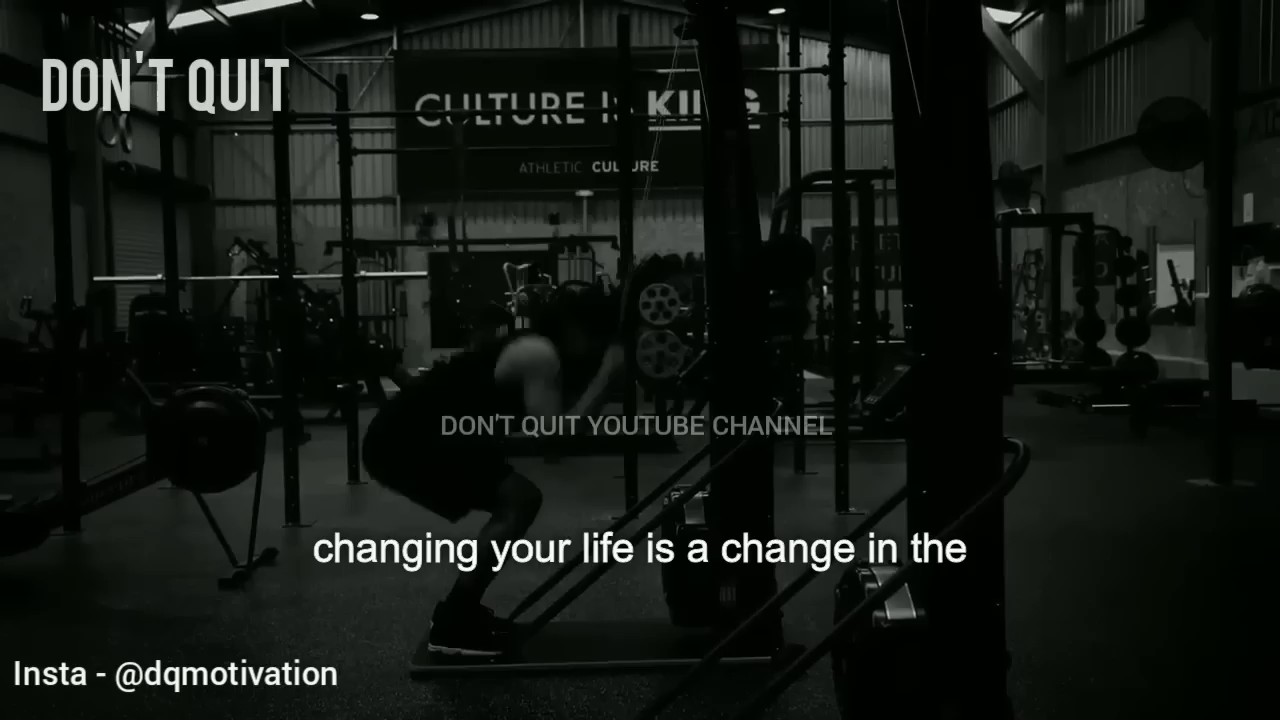 DON'T QUIT
CULTURE IS KING
ATHLETIC CULTURE
DON'T QUIT YOUTUBE CHANNEL
changing your life is a change in the
Insta - @dqmotivation